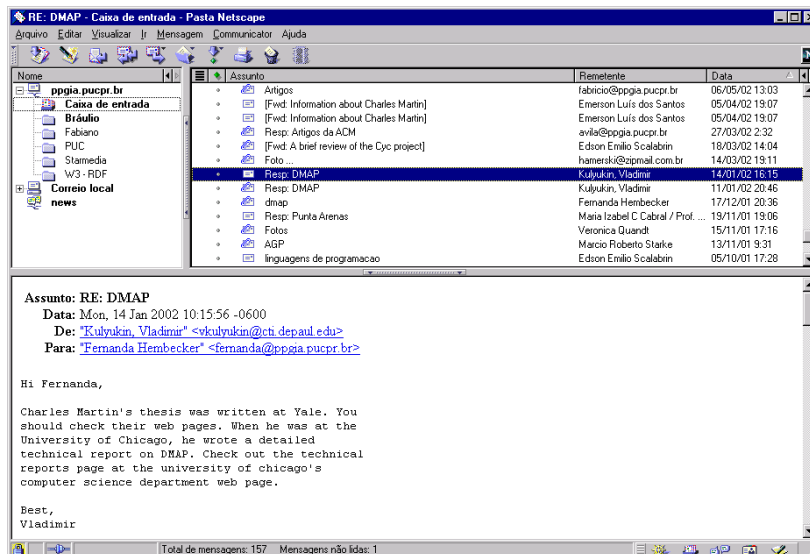 RE: DMAP - Caixa de entrada - Pasta Netscape
Arquivo Editar Visualizar Ir Mensagem Communicator Ajuda
Nome Assunto Remetente Data
ppgia.pucpr.br
Caixa de entrada
Bráulio
Fabiano
PUC
Starmedia
W3 - RDF
Correio local
news
Artigos fabricio@ppgia.pucpr.br 06/05/02 13:03
[Fwd: Information about Charles Martin] Emerson Luís dos Santos 05/04/02 19:07
[Fwd: Information about Charles Martin] Emerson Luís dos Santos 05/04/02 19:07
Resp: Artigos da ACM avila@ppgia.pucpr.br 27/03/02 2:32
[Fwd: A brief review of the Cyc project] Edson Emilio Scalabrin 18/03/02 14:04
Foto ... hamerski@zipmail.com.br 14/03/02 19:11
Resp: DMAP Kulyukin, Vladimir 14/01/02 16:15
Resp: DMAP Kulyukin, Vladimir 11/01/02 20:46
dmap Fernanda Hembecker 17/12/01 20:36
Resp: Punta Arenas Maria Izabel C Cabral / Prof. ... 19/11/01 19:06
Fotos Veronica Quandt 15/11/01 17:16
AGP Marcio Roberto Starke 13/11/01 9:31
linguagens de programacao Edson Emilio Scalabrin 05/10/01 17:28
Assunto: RE: DMAP
Data: Mon, 14 Jan 2002 10:15:56 -0600
De: "Kulyukin, Vladimir" <vkulyukin@cti.depaul.edu>
Para: "Fernanda Hembecker" <fernanda@ppgia.pucpr.br>
Hi Fernanda,
Charles Martin's thesis was written at Yale. You
should check their web pages. When he was at the
University of Chicago, he wrote a detailed
technical report on DMAP. Check out the technical
reports page at the university of chicago's
computer science department web page.
Best,
Vladimir
Total de mensagens: 157 Mensagens não lidas: 1